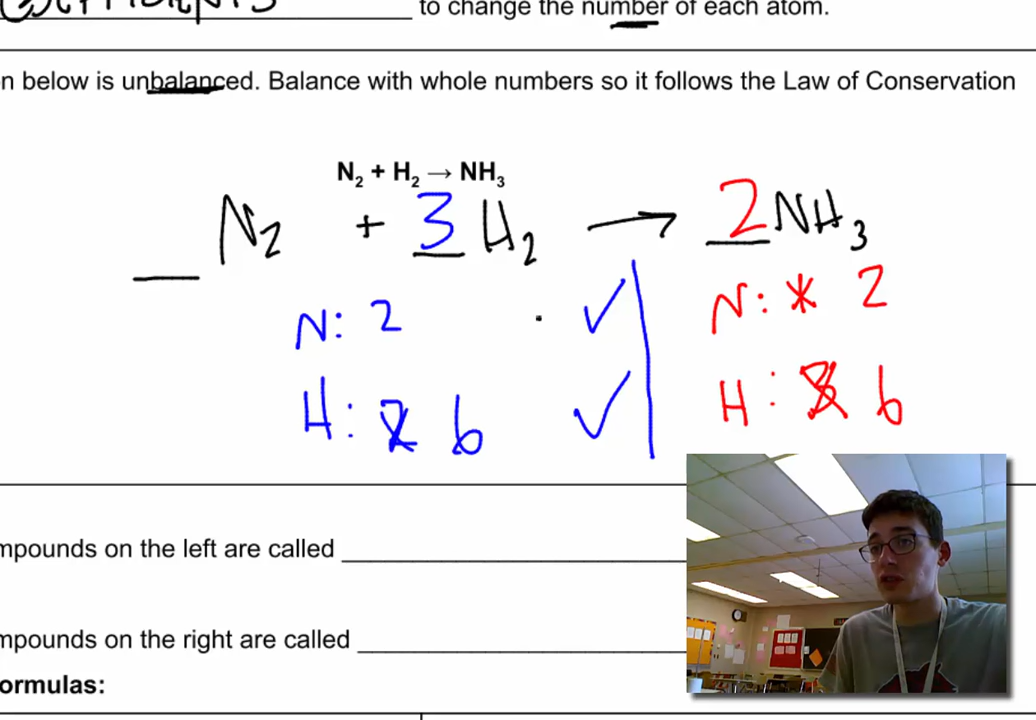 COEFFICIENTS to change the number of each atom.
n below is unbalanced. Balance with whole numbers so it follows the Law of Conservation
N₂ + H₂ → NH₃
__ N₂ + 3 H₂ → 2 NH₃
N: 2 ✓ N: 2
H: 2 6 ✓ H: 3 6
mpounds on the left are called
mpounds on the right are called
ormulas: